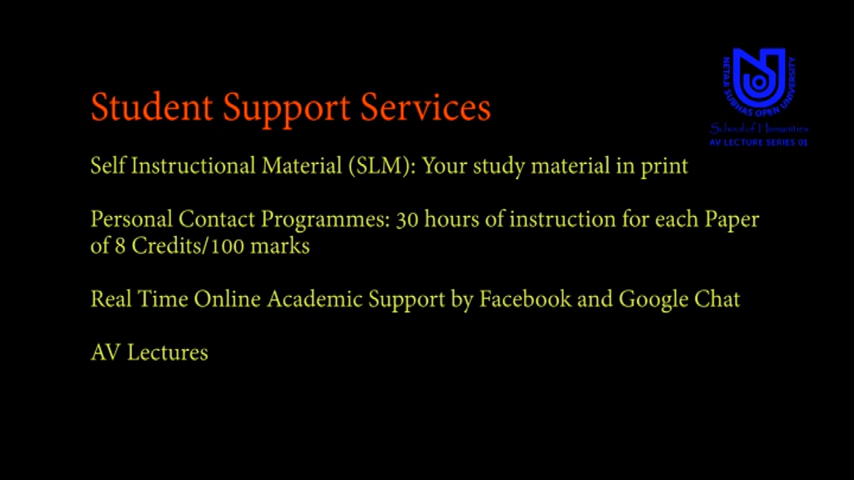 Student Support Services
Self Instructional Material (SLM): Your study material in print
Personal Contact Programmes: 30 hours of instruction for each Paper
of 8 Credits/100 marks
Real Time Online Academic Support by Facebook and Google Chat
AV Lectures
NETAJI SUBHAS OPEN UNIVERSITY
School of Humanities
AV LECTURE SERIES 01